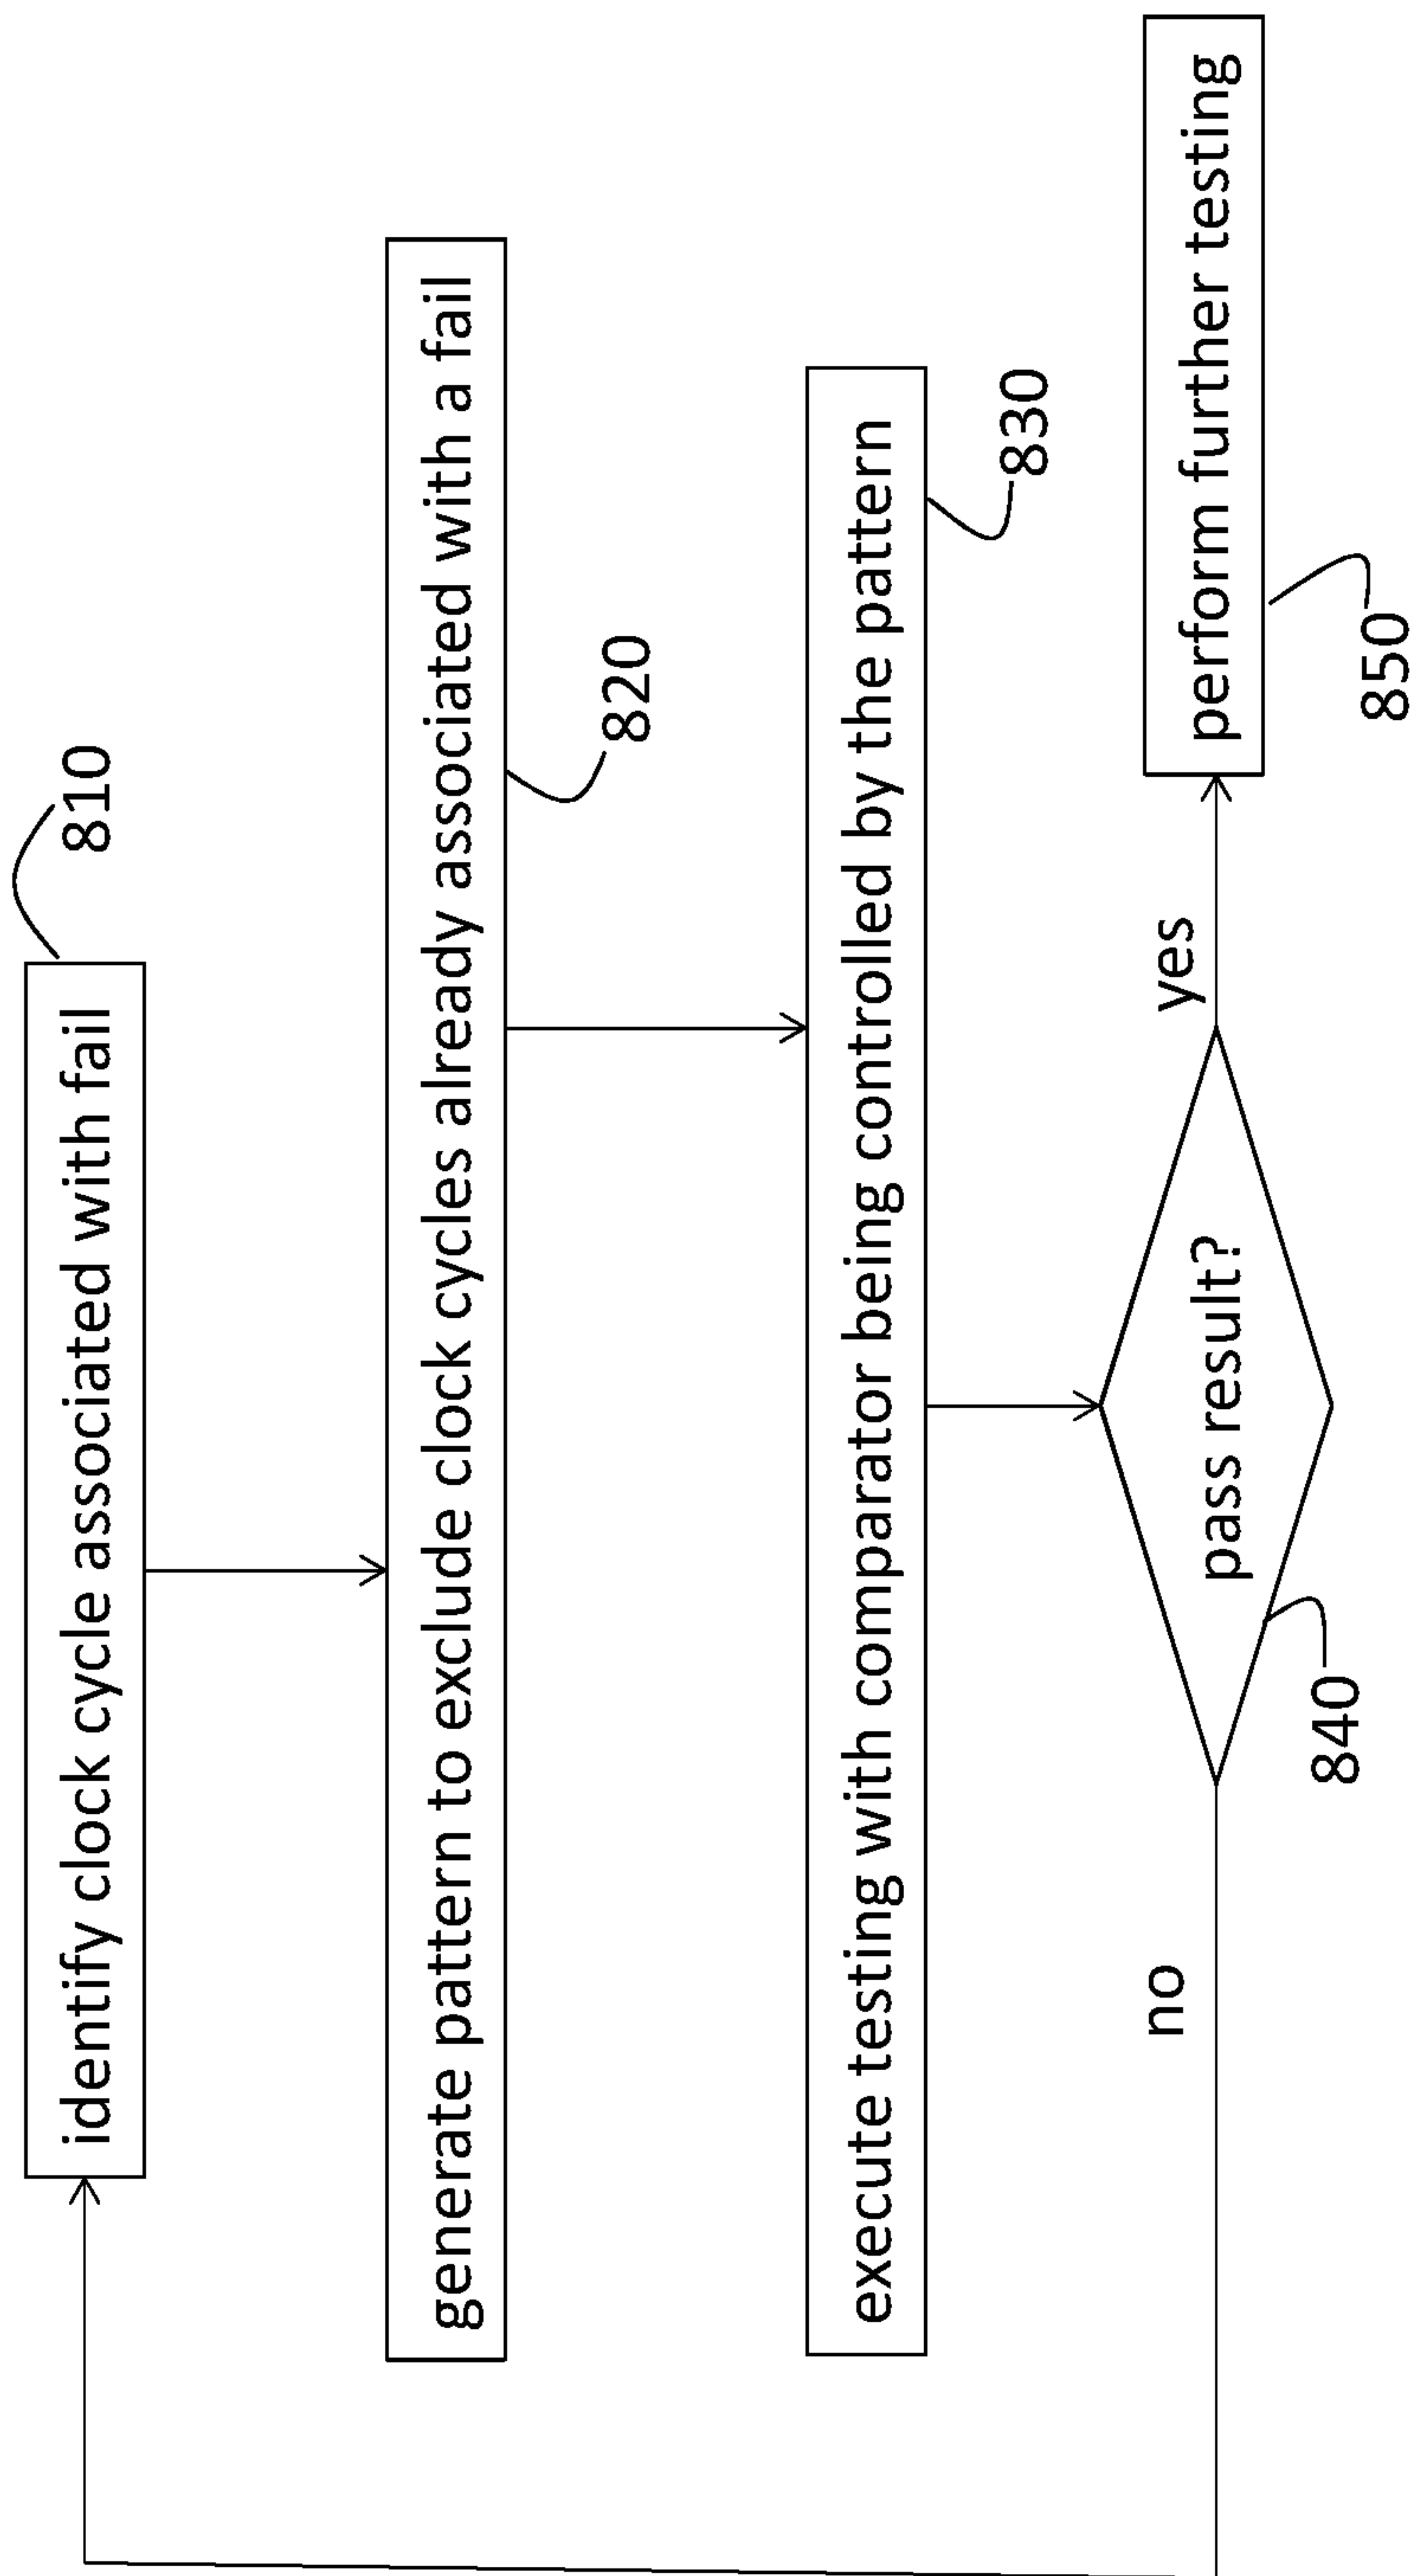 identify clock cycle associated with fail
810
generate pattern to exclude clock cycles already associated with a fail
820
execute testing with comparator being controlled by the pattern
830
pass result?
840
no
yes
perform further testing
850